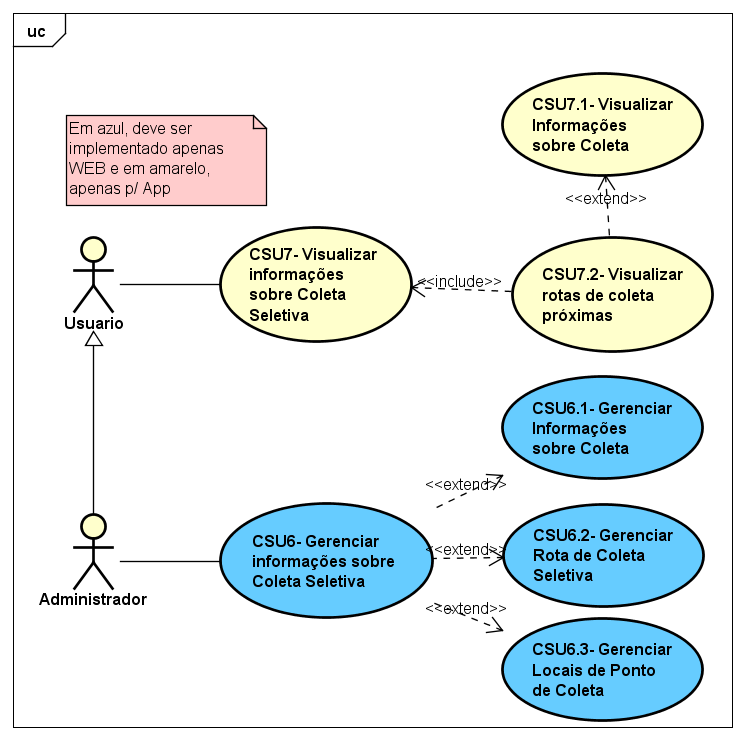 uc
Em azul, deve ser
implementado apenas
WEB e em amarelo,
apenas p/ App
CSU7.1- Visualizar
Informações
sobre Coleta
<<extend>>
Usuario
CSU7- Visualizar
informações
sobre Coleta
Seletiva
<<include>>
CSU7.2- Visualizar
rotas de coleta
próximas
CSU6.1- Gerenciar
Informações
sobre Coleta
<<extend>>
Administrador
CSU6- Gerenciar
informações sobre
Coleta Seletiva
<<extend>>
CSU6.2- Gerenciar
Rota de Coleta
Seletiva
<<extend>>
CSU6.3- Gerenciar
Locais de Ponto
de Coleta